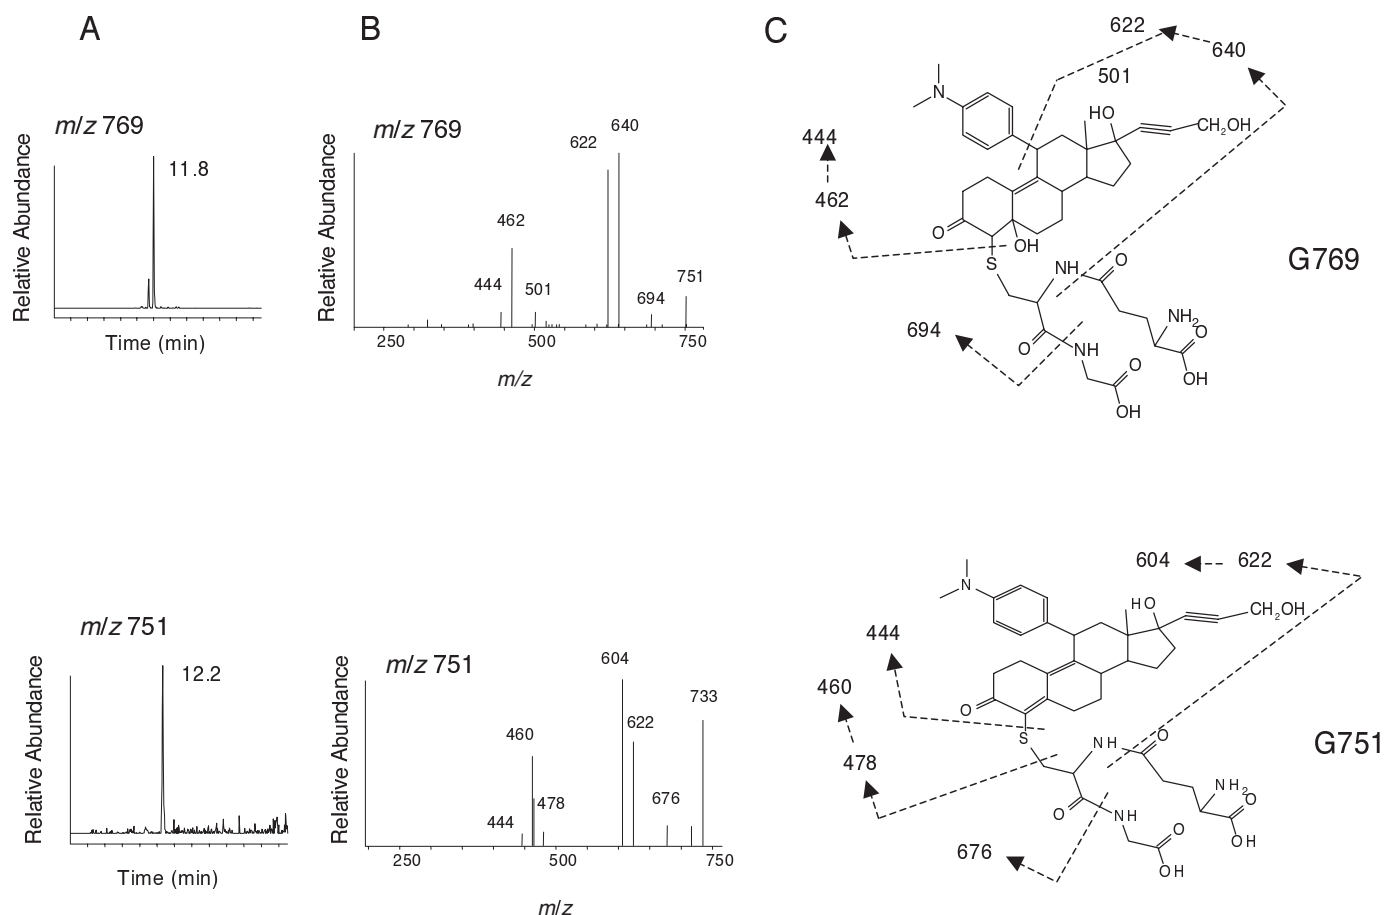 A
B
C
m/z 769
11.8
Relative Abundance
Time (min)
m/z 769
640
622
462
444
501
694
751
Relative Abundance
250
500
750
m/z
622
640
501
444
462
694
N
HO
CH2OH
O
OH
S
NH
O
O
NH
NH2
O
OH
O
OH
G769
m/z 751
12.2
Relative Abundance
Time (min)
m/z 751
604
733
622
460
478
444
676
Relative Abundance
250
500
750
m/z
604
622
444
460
478
676
N
HO
CH2OH
O
S
NH
O
O
NH
NH2
O
OH
O
OH
G751